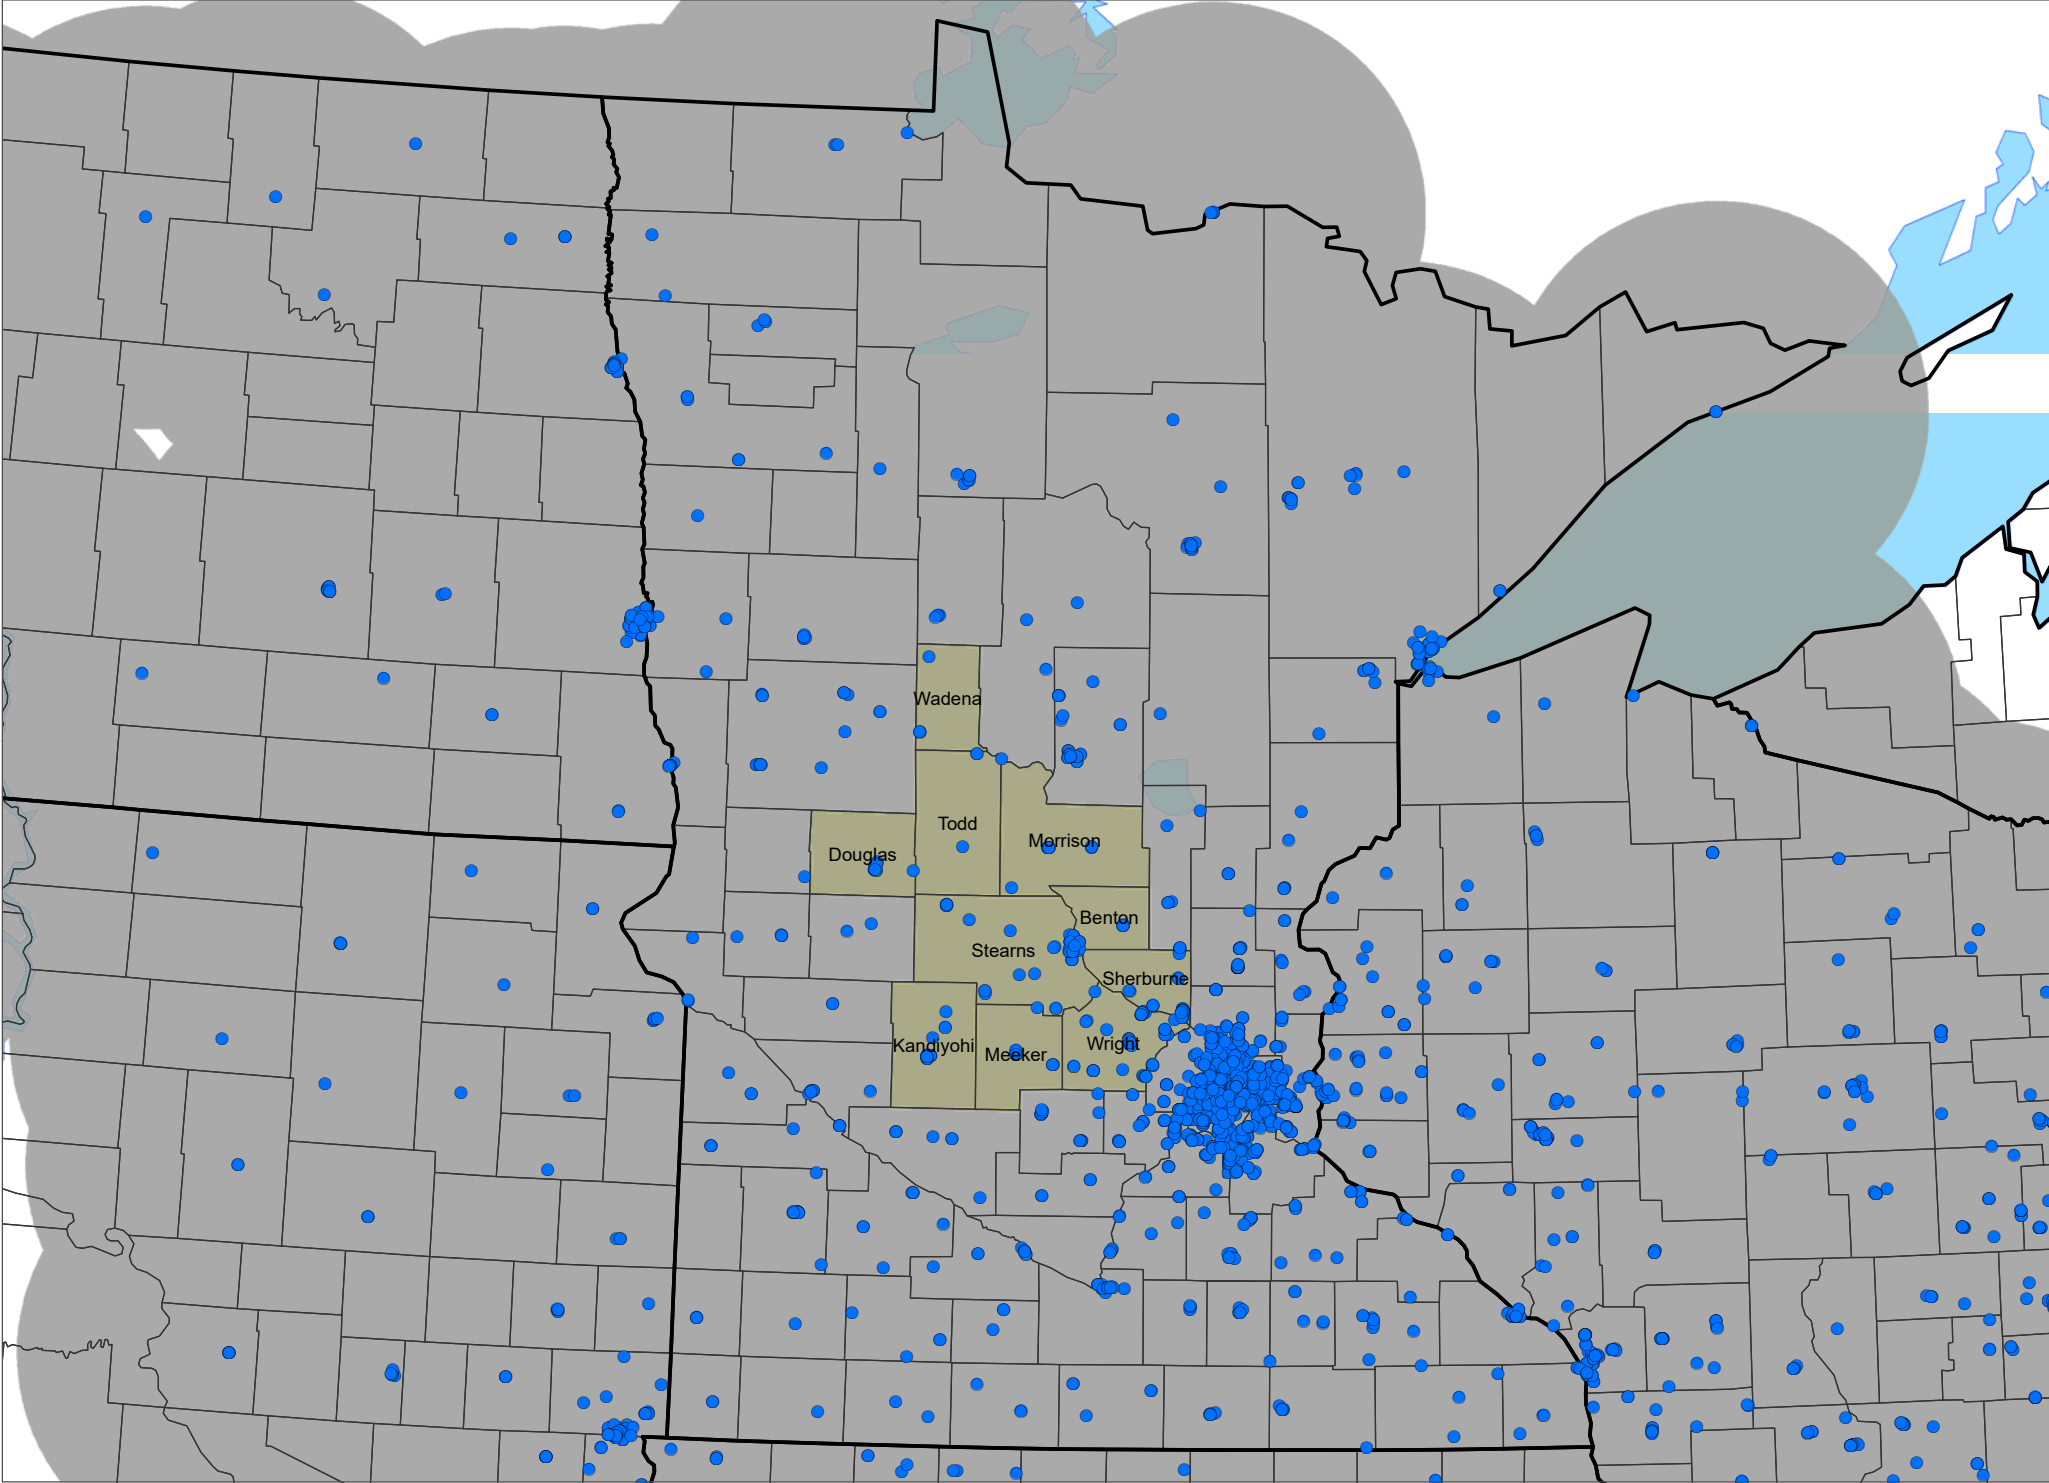 Wadena
Todd
Morrison
Douglas
Benton
Stearns
Sherburne
Kandiyohi
Meeker
Wright